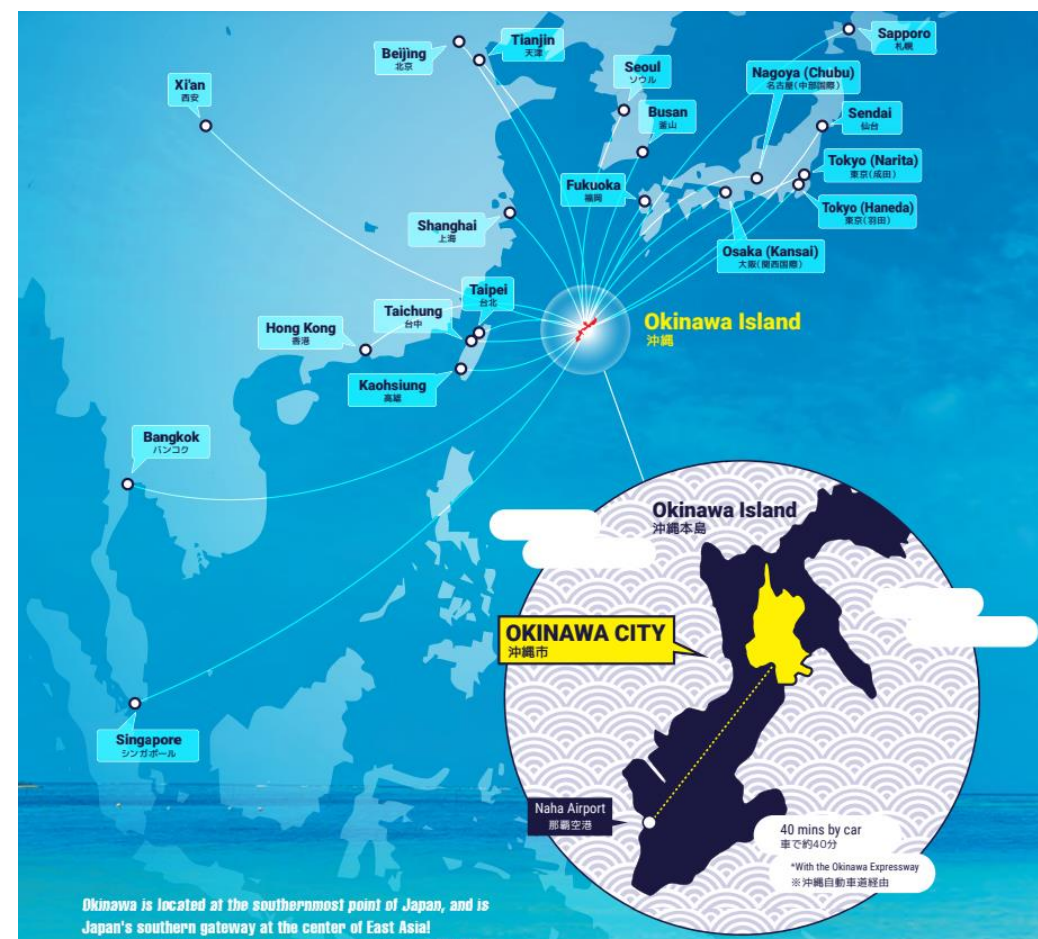 Sapporo
札幌
Tianjin
天津
Beijing
北京
Seoul
ソウル
Nagoya (Chubu)
名古屋(中部国際)
Xi'an
西安
Busan
釜山
Sendai
仙台
Tokyo (Narita)
東京(成田)
Fukuoka
福岡
Tokyo (Haneda)
東京(羽田)
Shanghai
上海
Osaka (Kansai)
大阪(関西国際)
Taipei
台北
Taichung
台中
Hong Kong
香港
Okinawa Island
沖縄
Kaohsiung
高雄
Bangkok
バンコク
Okinawa Island
沖縄本島
OKINAWA CITY
沖縄市
Singapore
シンガポール
Naha Airport
那覇空港
40 mins by car
車で約40分
*With the Okinawa Expressway
※沖縄自動車道経由
Okinawa is located at the southernmost point of Japan, and is
Japan's southern gateway at the center of East Asia!